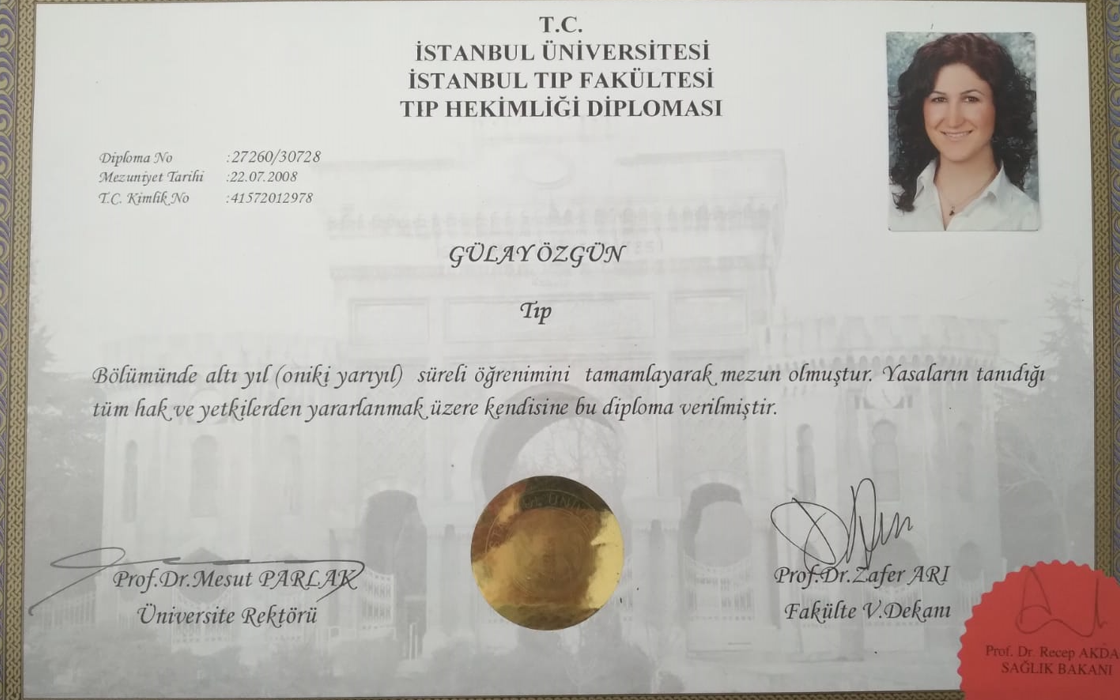 T.C.
İSTANBUL ÜNİVERSİTESİ
İSTANBUL TIP FAKÜLTESİ
TIP HEKİMLİĞİ DİPLOMASI
Diploma No :27260/30728
Mezuniyet Tarihi :22.07.2008
T.C. Kimlik No :41572012978
GÜLAY ÖZGÜN
Tıp
Bölümünde altı yıl (oniki yarıyıl) süreli öğrenimini tamamlayarak mezun olmuştur. Yasaların tanıdığı
tüm hak ve yetkilerden yararlanmak üzere kendisine bu diploma verilmiştir.
Prof.Dr.Mesut PARLAK
Üniversite Rektörü
Prof.Dr.Zafer ARI
Fakülte V.Dekanı
Prof. Dr. Recep AKDA
SAĞLIK BAKANI